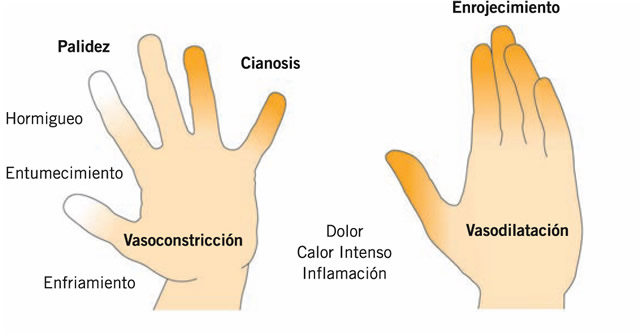 Palidez
Cianosis
Hormigueo
Entumecimiento
Vasoconstricción
Enfriamiento
Enrojecimiento
Vasodilatación
Dolor
Calor Intenso
Inflamación